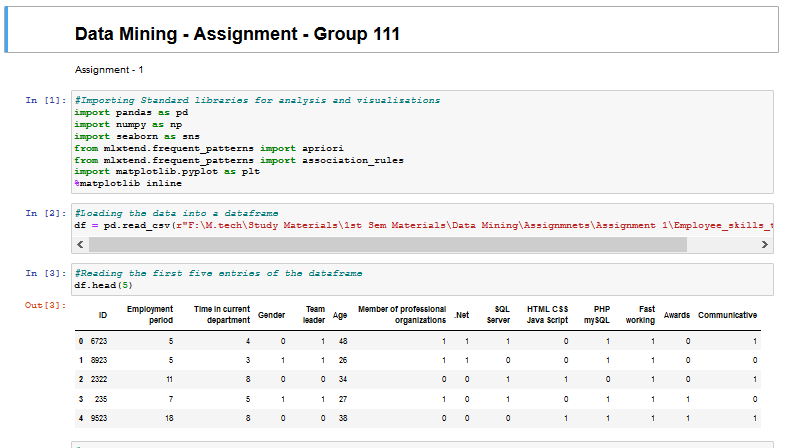 Data Mining - Assignment - Group 111
Assignment - 1
In [1]: #Importing Standard libraries for analysis and visualisations
import pandas as pd
import numpy as np
import seaborn as sns
from mlxtend.frequent_patterns import apriori
from mlxtend.frequent_patterns import association_rules
import matplotlib.pyplot as plt
%matplotlib inline
In [2]: #Loading the data into a dataframe
df = pd.read_csv(r"F:\M.tech\Study Materials\1st Sem Materials\Data Mining\Assignmnets\Assignment 1\Employee_skills_t
In [3]: #Reading the first five entries of the dataframe
df.head(5)
Out[3]:
ID Employment period Time in current department Gender Team leader Age Member of professional organizations .Net SQL Server HTML CSS Java Script PHP mySQL Fast working Awards Communicative
0 6723 5 4 0 1 48 1 1 1 0 1 1 0 1
1 8923 5 3 1 1 26 1 1 0 0 1 1 0 0
2 2322 11 8 0 0 34 0 0 1 1 0 1 0 1
3 235 7 5 1 1 27 1 0 1 0 1 1 1 0
4 9523 18 8 0 0 38 0 0 0 1 1 1 1 1